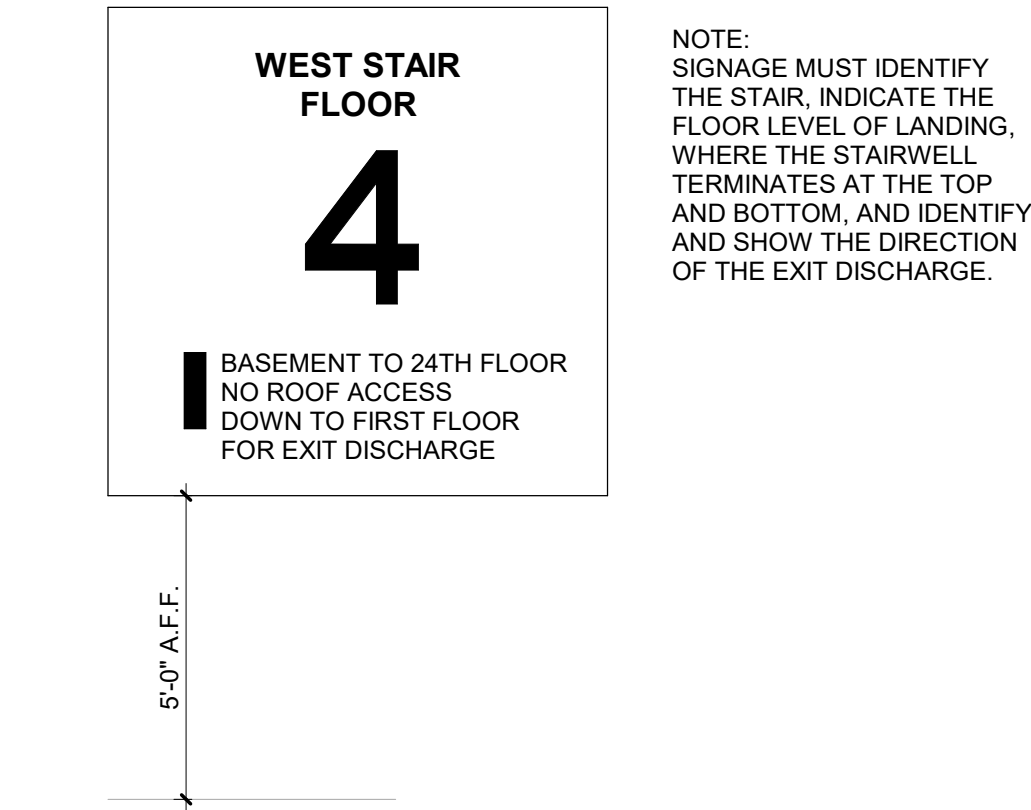 WEST STAIR
FLOOR
4
BASEMENT TO 24TH FLOOR
NO ROOF ACCESS
DOWN TO FIRST FLOOR
FOR EXIT DISCHARGE
5'-0" A.F.F.
NOTE:
SIGNAGE MUST IDENTIFY
THE STAIR, INDICATE THE
FLOOR LEVEL OF LANDING,
WHERE THE STAIRWELL
TERMINATES AT THE TOP
AND BOTTOM, AND IDENTIFY
AND SHOW THE DIRECTION
OF THE EXIT DISCHARGE.